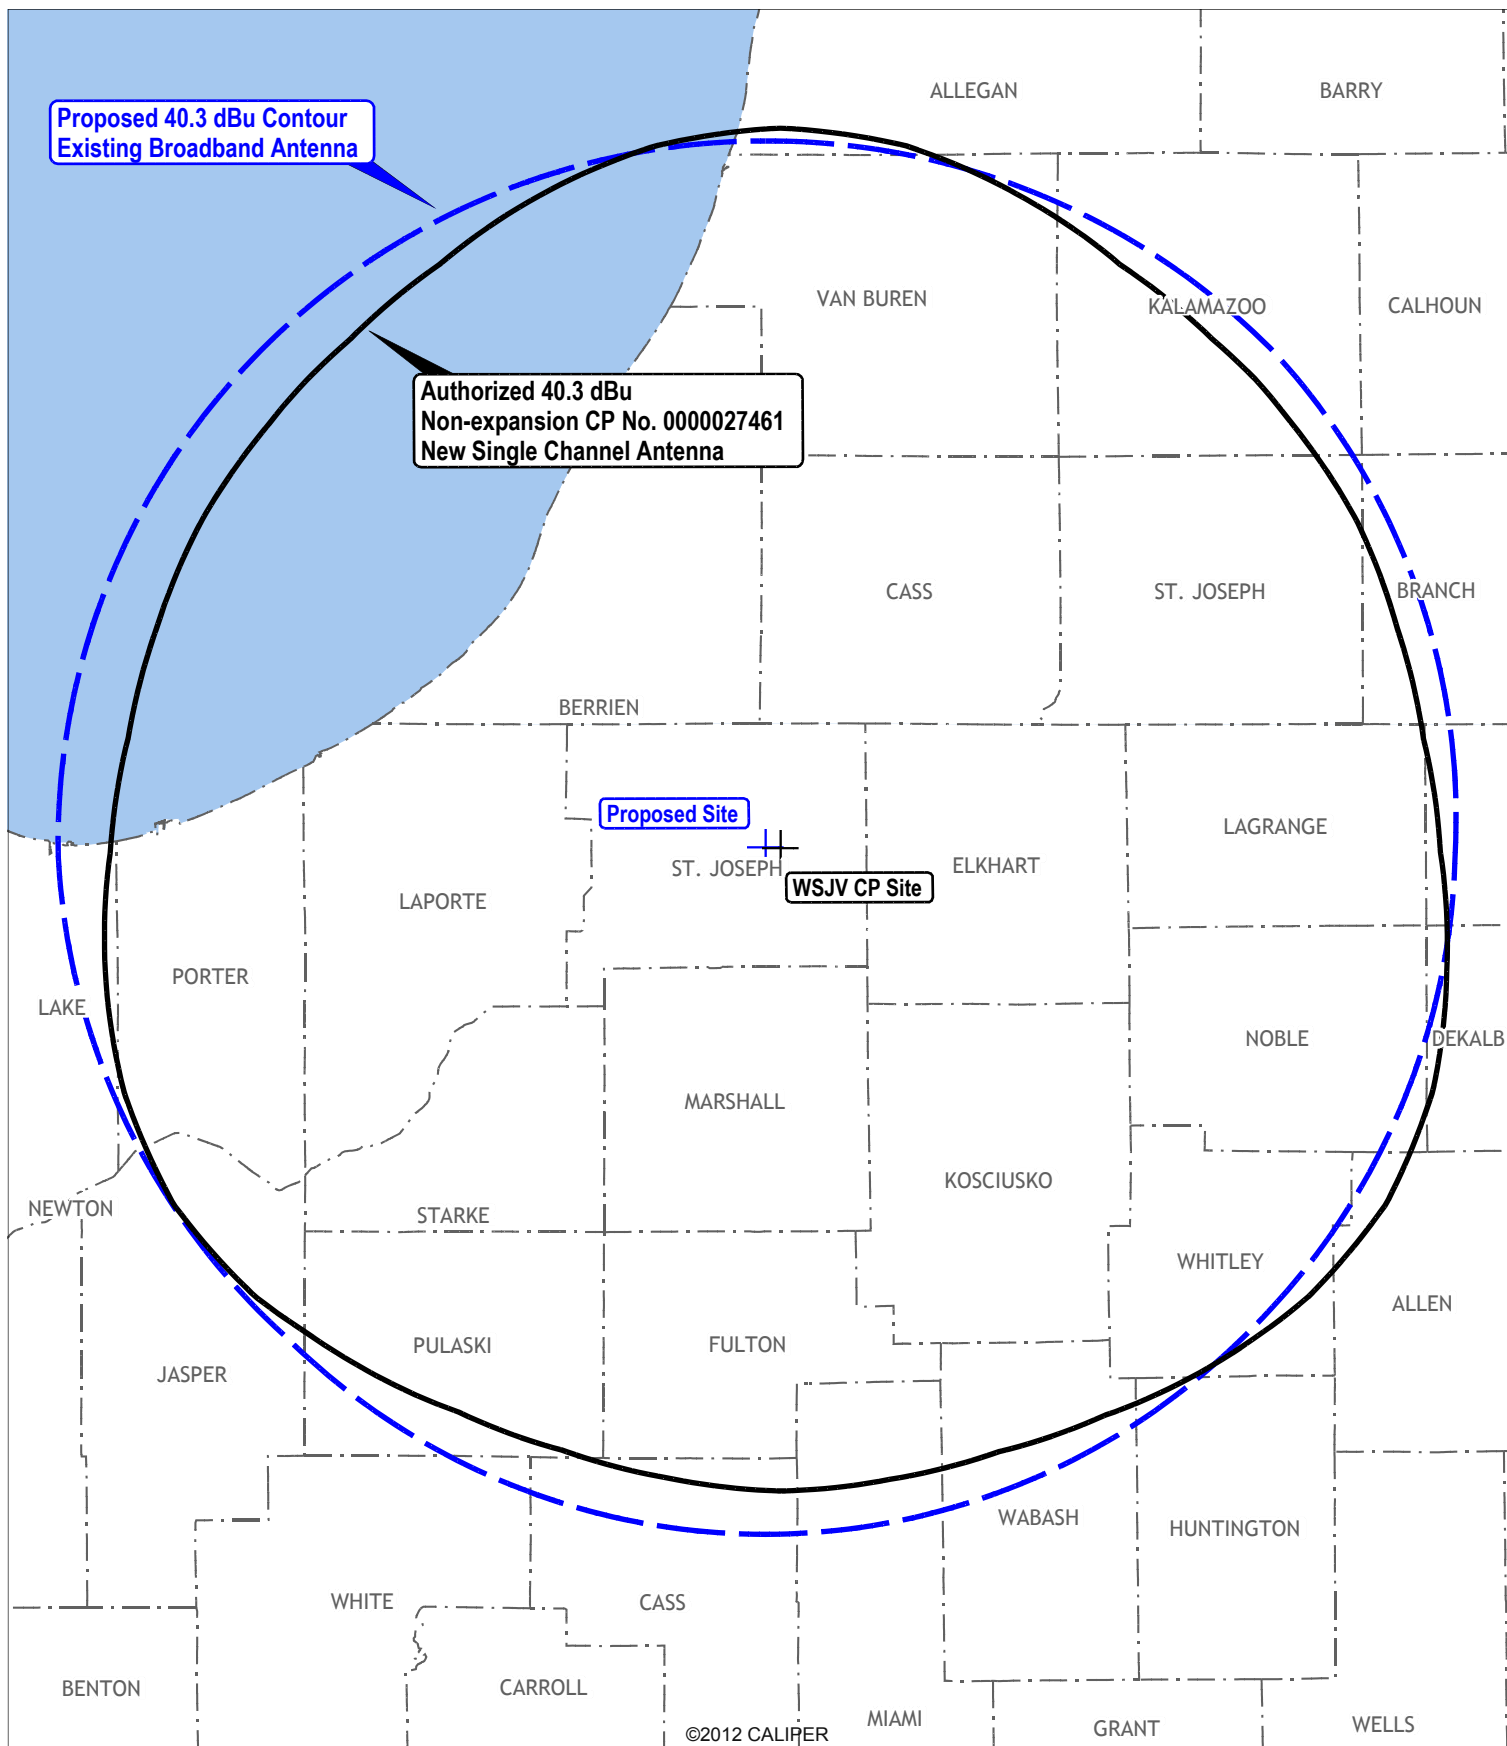 ALLEGAN
BARRY
Proposed 40.3 dBu Contour
Existing Broadband Antenna
VAN BUREN
KALAMAZOO
CALHOUN
Authorized 40.3 dBu
Non-expansion CP No. 0000027461
New Single Channel Antenna
CASS
ST. JOSEPH
BRANCH
BERRIEN
Proposed Site
LAGRANGE
ST. JOSEPH
ELKHART
WSJV CP Site
LAPORTE
PORTER
LAKE
NOBLE
DEKALB
MARSHALL
KOSCIUSKO
NEWTON
STARKE
WHITLEY
ALLEN
PULASKI
FULTON
JASPER
WABASH
HUNTINGTON
WHITE
CASS
BENTON
CARROLL
MIAMI
GRANT
WELLS
©2012 CALIPER